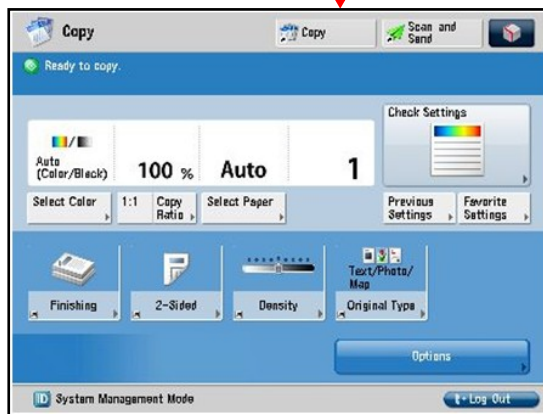 Copy
Copy
Scan and
Send
Ready to copy.
Check Settings
Auto
(Color/Black)
100 %
Auto
1
Select Color
1:1
Copy
Ratio
Select Paper
Previous
Settings
Favorite
Settings
Finishing
2-Sided
Density
Text/Photo/
Map
Original Type
Options
ID System Management Mode
Log Out